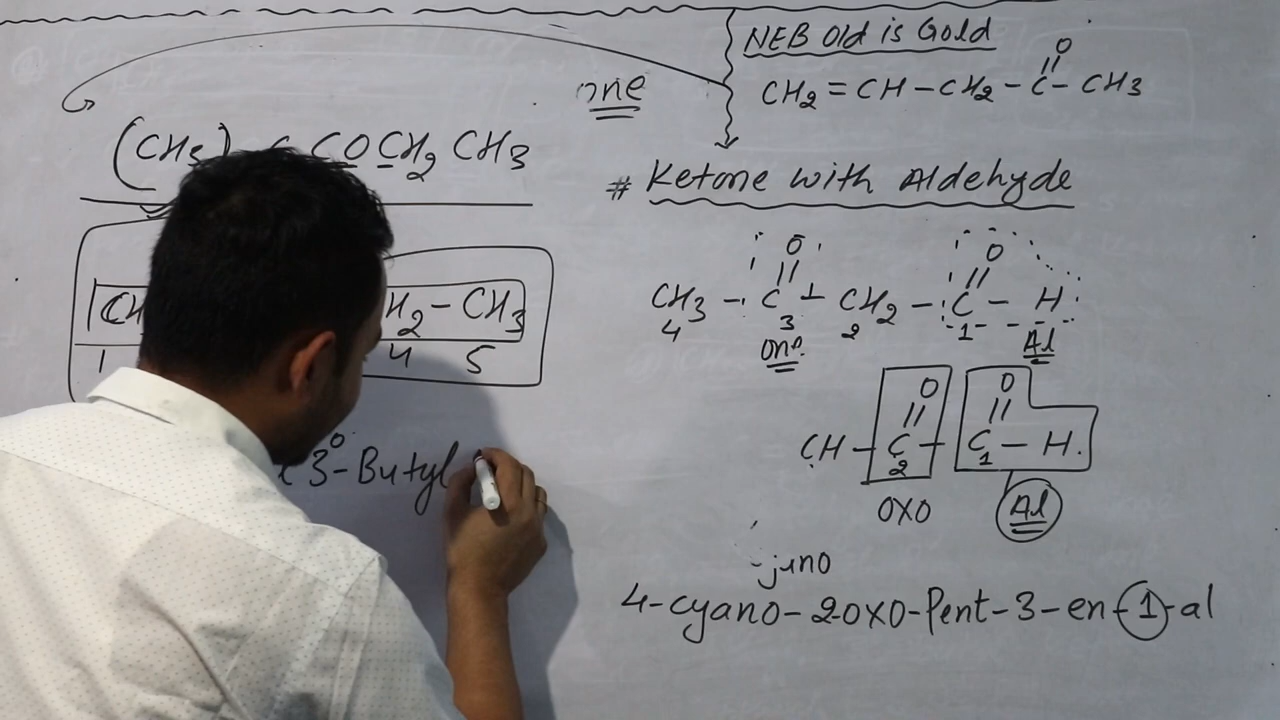 NEB Old is Gold
O
CH2 = CH - CH2 - C - CH3
one
(CH3) COCH2 CH3
# Ketone with Aldehyde
O O
CH3 - C - CH2 - C - H
4 3 2 1
one Al
H2 - CH3
1 4 5
O O
CH - C - C - H.
2 1
OXO Al
3° - Butyl
4-cyano-2oxo-Pent-3-en-1-al